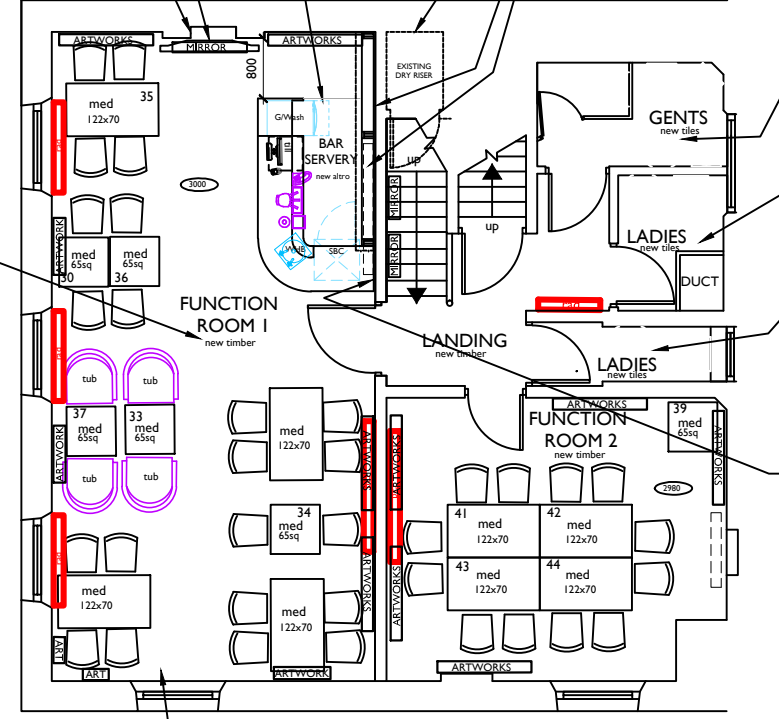 ARTWORKS
MIRROR
ARTWORKS
800
EXISTING
DRY RISER
35
med
122x70
G/Wash
till
BAR
SERVERY
new altro
GENTS
new tiles
up
up
MIRROR
MIRROR
3000
rad
ARTWORK
med
65sq
30
med
65sq
36
WHB
SBC
LADIES
new tiles
DUCT
rad
FUNCTION
ROOM 1
new timber
LANDING
new timber
LADIES
new tiles
rad
tub
tub
37
med
65sq
33
med
65sq
ARTWORK
tub
tub
med
122x70
ARTWORKS
ARTWORKS
ARTWORKS
FUNCTION
ROOM 2
new timber
39
med
65sq
ARTWORKS
2980
34
med
65sq
41
med
122x70
42
med
122x70
43
med
122x70
44
med
122x70
rad
med
122x70
med
122x70
ARTWORKS
ARTWORKS
ART
ART
ARTWORK
ARTWORKS